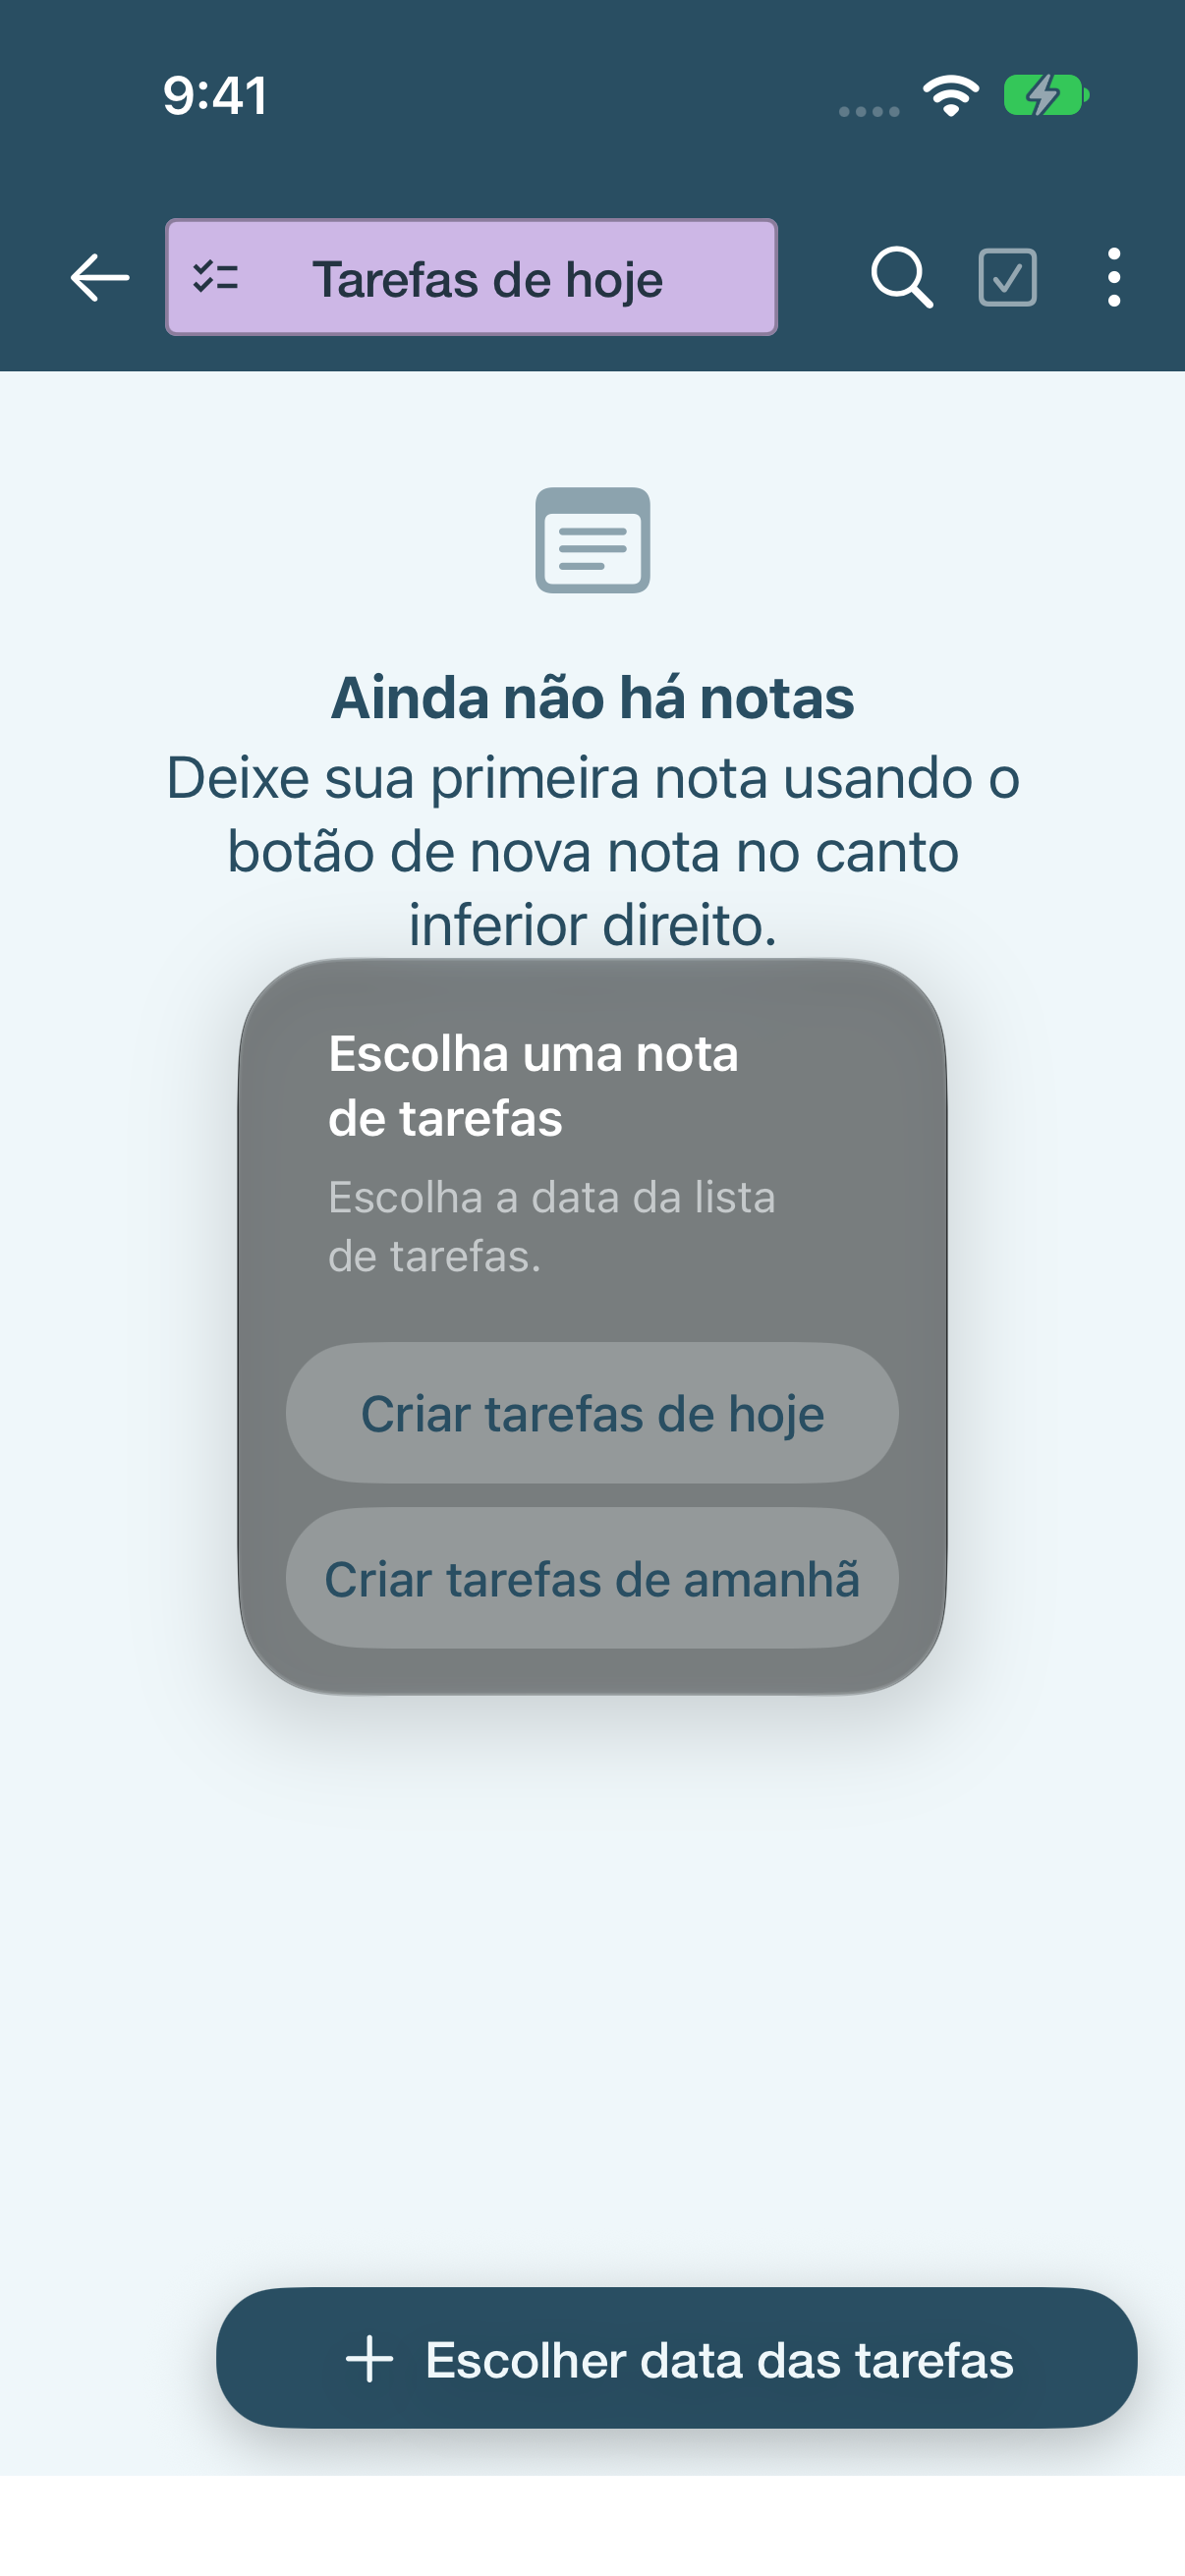 9:41
Tarefas de hoje
Ainda não há notas
Deixe sua primeira nota usando o
botão de nova nota no canto
inferior direito.
Escolha uma nota
de tarefas
Escolha a data da lista
de tarefas.
Criar tarefas de hoje
Criar tarefas de amanhã
Escolher data das tarefas